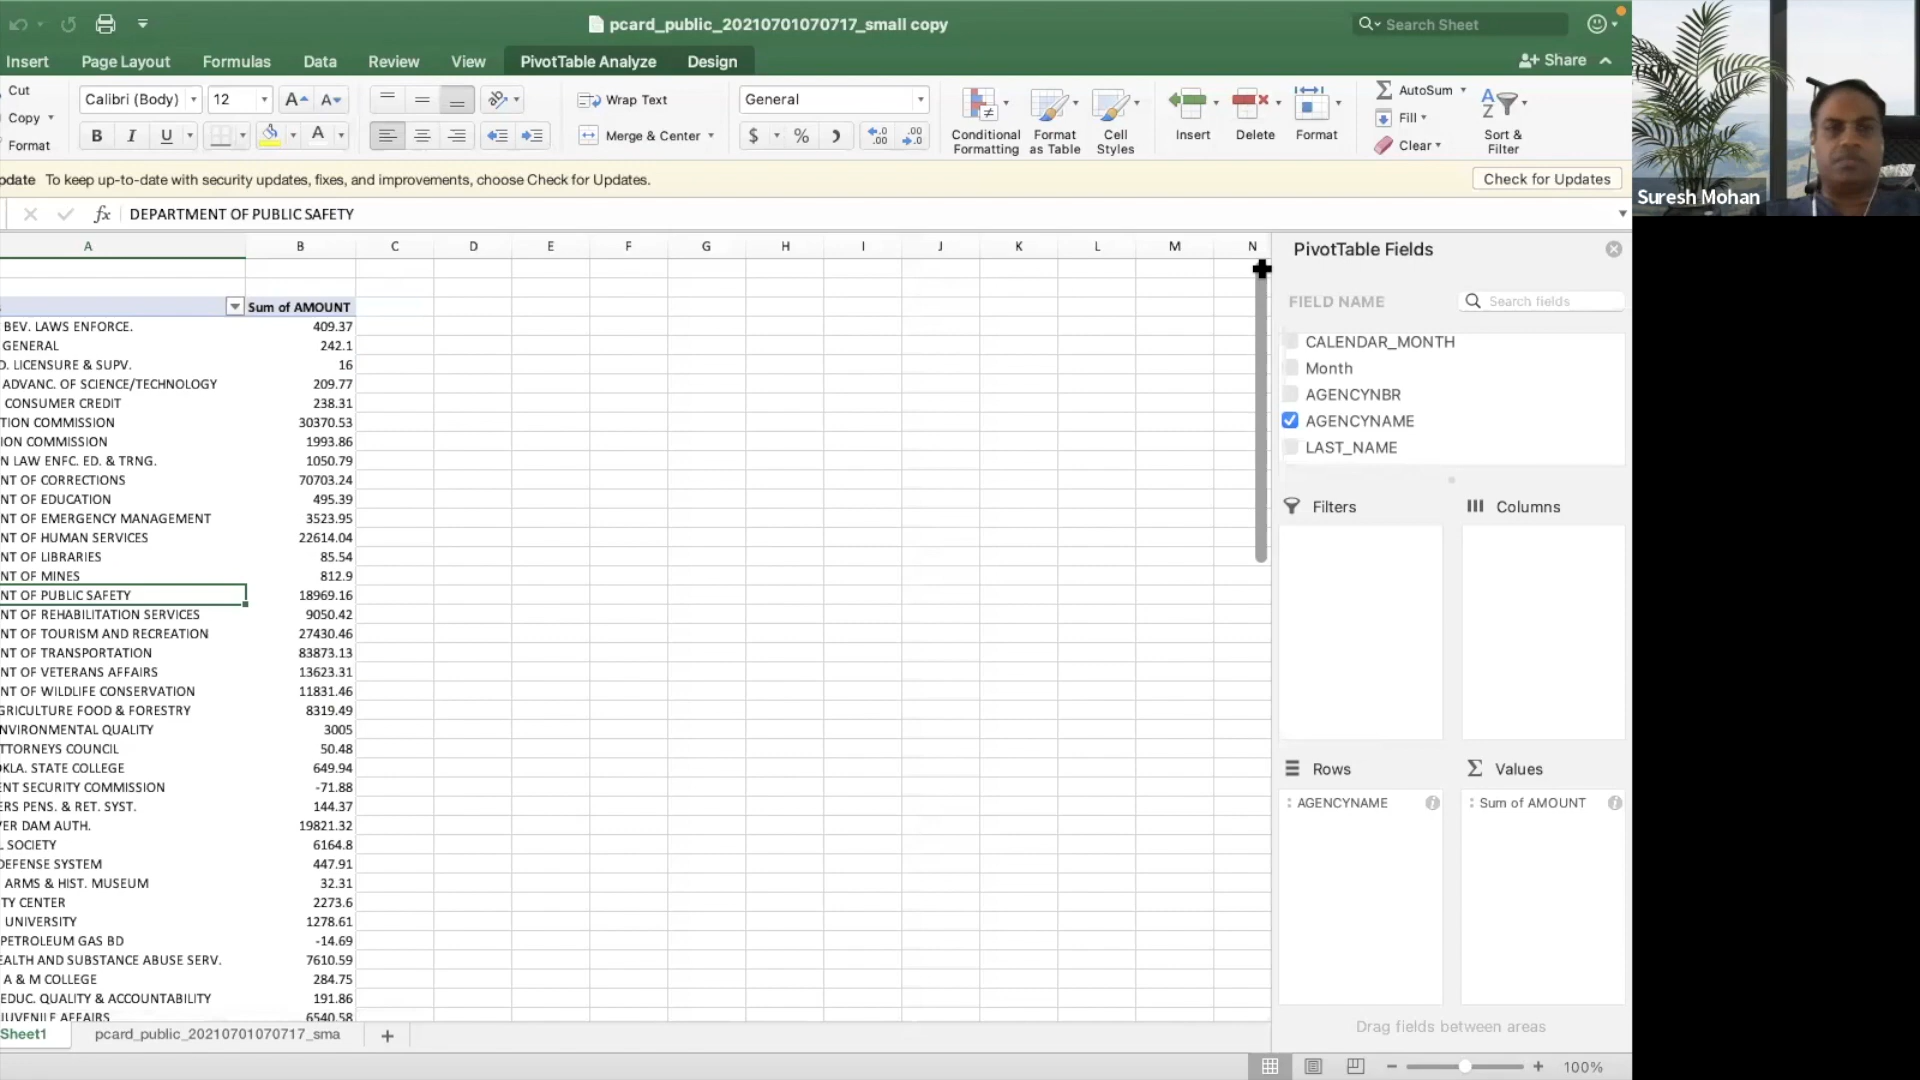 pcard_public_20210701070717_small copy
Search Sheet
Insert
Page Layout
Formulas
Data
Review
View
PivotTable Analyze
Design
Share
Cut
Copy
Format
Calibri (Body)
12
Wrap Text
Merge & Center
General
Conditional Formatting
Format as Table
Cell Styles
Insert
Delete
Format
AutoSum
Fill
Clear
Sort & Filter
pdate To keep up-to-date with security updates, fixes, and improvements, choose Check for Updates.
Check for Updates
Suresh Mohan
fx DEPARTMENT OF PUBLIC SAFETY
A B C D E F G H I J K L M N
Sum of AMOUNT
BEV. LAWS ENFORCE. 409.37
GENERAL 242.1
D. LICENSURE & SUPV. 16
ADVANC. OF SCIENCE/TECHNOLOGY 209.77
CONSUMER CREDIT 238.31
TION COMMISSION 30370.53
ION COMMISSION 1993.86
N LAW ENFC. ED. & TRNG. 1050.79
NT OF CORRECTIONS 70703.24
NT OF EDUCATION 495.39
NT OF EMERGENCY MANAGEMENT 3523.95
NT OF HUMAN SERVICES 22614.04
NT OF LIBRARIES 85.54
NT OF MINES 812.9
NT OF PUBLIC SAFETY 18969.16
NT OF REHABILITATION SERVICES 9050.42
NT OF TOURISM AND RECREATION 27430.46
NT OF TRANSPORTATION 83873.13
NT OF VETERANS AFFAIRS 13623.31
NT OF WILDLIFE CONSERVATION 11831.46
GRICULTURE FOOD & FORESTRY 8319.49
NVIRONMENTAL QUALITY 3005
TTORNEYS COUNCIL 50.48
KLA. STATE COLLEGE 649.94
ENT SECURITY COMMISSION -71.88
ERS PENS. & RET. SYST. 144.37
VER DAM AUTH. 19821.32
L SOCIETY 6164.8
DEFENSE SYSTEM 447.91
ARMS & HIST. MUSEUM 32.31
TY CENTER 2273.6
UNIVERSITY 1278.61
PETROLEUM GAS BD -14.69
EALTH AND SUBSTANCE ABUSE SERV. 7610.59
A & M COLLEGE 284.75
EDUC. QUALITY & ACCOUNTABILITY 191.86
JUVENILE AFFAIRS 6540.58
PivotTable Fields
FIELD NAME
Search fields
CALENDAR_MONTH
Month
AGENCYNBR
AGENCYNAME
LAST_NAME
Filters
Columns
Rows
Values
AGENCYNAME
Sum of AMOUNT
Drag fields between areas
Sheet1
pcard_public_20210701070717_sma
100%